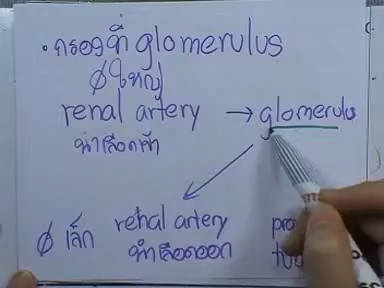 • กรองที่ glomerulus
Ø ใหญ่
renal artery → glomerulus
นำเลือดเข้า
Ø เล็ก renal artery
นำเลือดออก